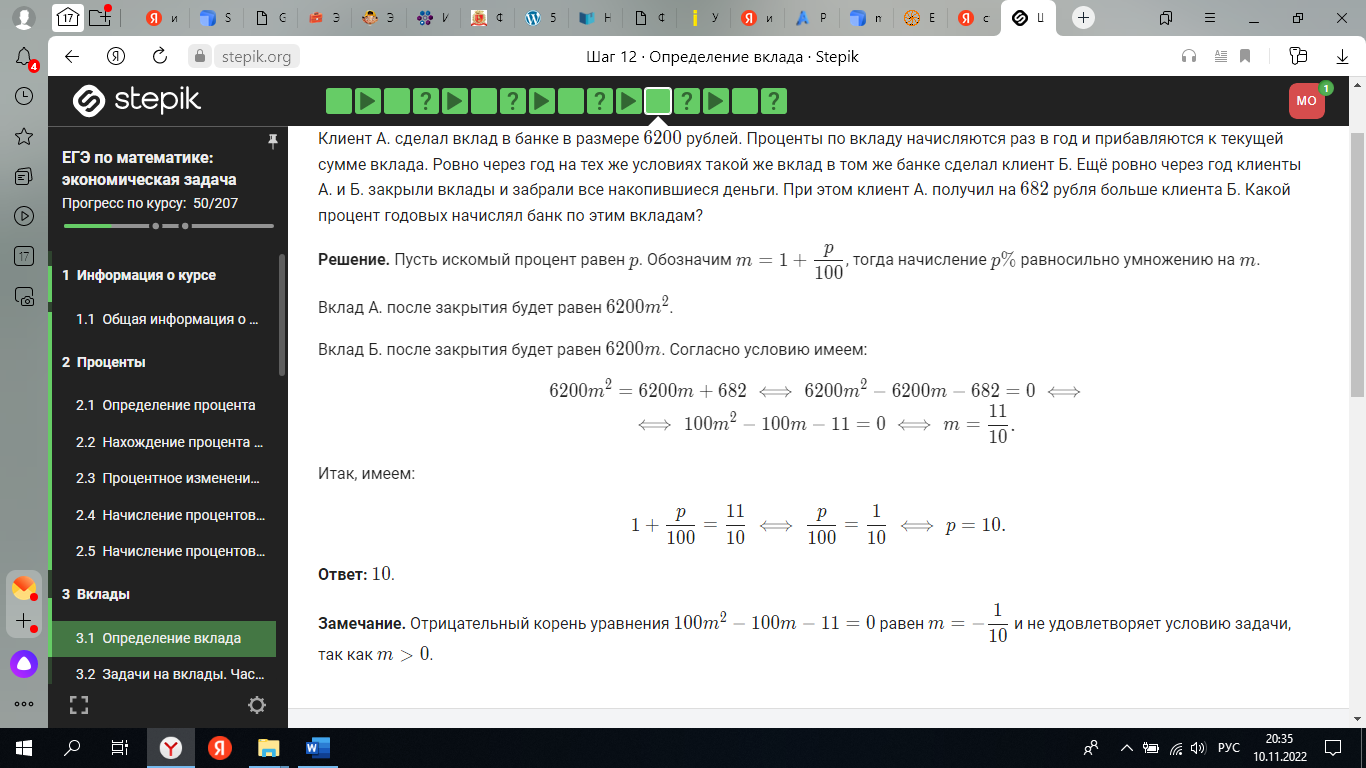 17
и
S
G
Э
И
Ф
5
Н
Ф
У
и
Р
n
Е
с
Ц
stepik.org
Шаг 12 · Определение вклада · Stepik
4
stepik
?
?
?
?
?
МО
1
ЕГЭ по математике:
экономическая задача
Прогресс по курсу: 50/207
1 Информация о курсе
1.1 Общая информация о ...
2 Проценты
2.1 Определение процента
2.2 Нахождение процента ...
2.3 Процентное изменени...
2.4 Начисление процентов...
2.5 Начисление процентов...
3 Вклады
3.1 Определение вклада
3.2 Задачи на вклады. Час...
17
Клиент А. сделал вклад в банке в размере 6200 рублей. Проценты по вкладу начисляются раз в год и прибавляются к текущей
сумме вклада. Ровно через год на тех же условиях такой же вклад в том же банке сделал клиент Б. Ещё ровно через год клиенты
А. и Б. закрыли вклады и забрали все накопившиеся деньги. При этом клиент А. получил на 682 рубля больше клиента Б. Какой
процент годовых начислял банк по этим вкладам?
Решение. Пусть искомый процент равен p. Обозначим m = 1 + p/100, тогда начисление p% равносильно умножению на m.
Вклад А. после закрытия будет равен 6200m².
Вклад Б. после закрытия будет равен 6200m. Согласно условию имеем:
6200m² = 6200m + 682 ⟺ 6200m² − 6200m − 682 = 0 ⟺
⟺ 100m² − 100m − 11 = 0 ⟺ m = 11/10.
Итак, имеем:
1 + p/100 = 11/10 ⟺ p/100 = 1/10 ⟺ p = 10.
Ответ: 10.
Замечание. Отрицательный корень уравнения 100m² − 100m − 11 = 0 равен m = −1/10 и не удовлетворяет условию задачи,
так как m > 0.
РУС
20:35
10.11.2022